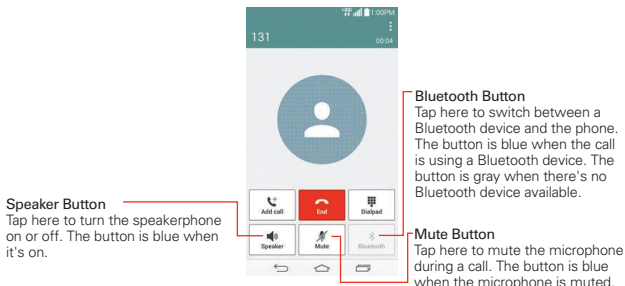 1:00PM
131
00:04
Add call
End
Dialpad
Speaker
Mute
Bluetooth
Speaker Button
Tap here to turn the speakerphone
on or off. The button is blue when
it's on.
Bluetooth Button
Tap here to switch between a
Bluetooth device and the phone.
The button is blue when the call
is using a Bluetooth device. The
button is gray when there's no
Bluetooth device available.
Mute Button
Tap here to mute the microphone
during a call. The button is blue
when the microphone is muted.